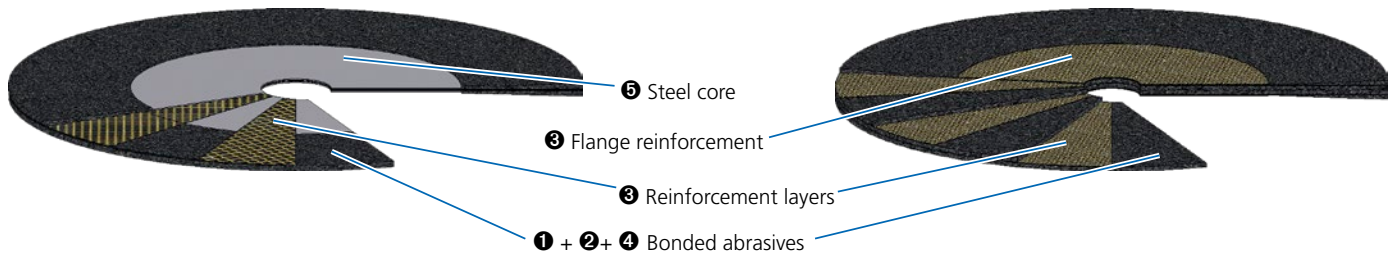 ❺ Steel core
❸ Flange reinforcement
❸ Reinforcement layers
❶ + ❷+ ❹ Bonded abrasives